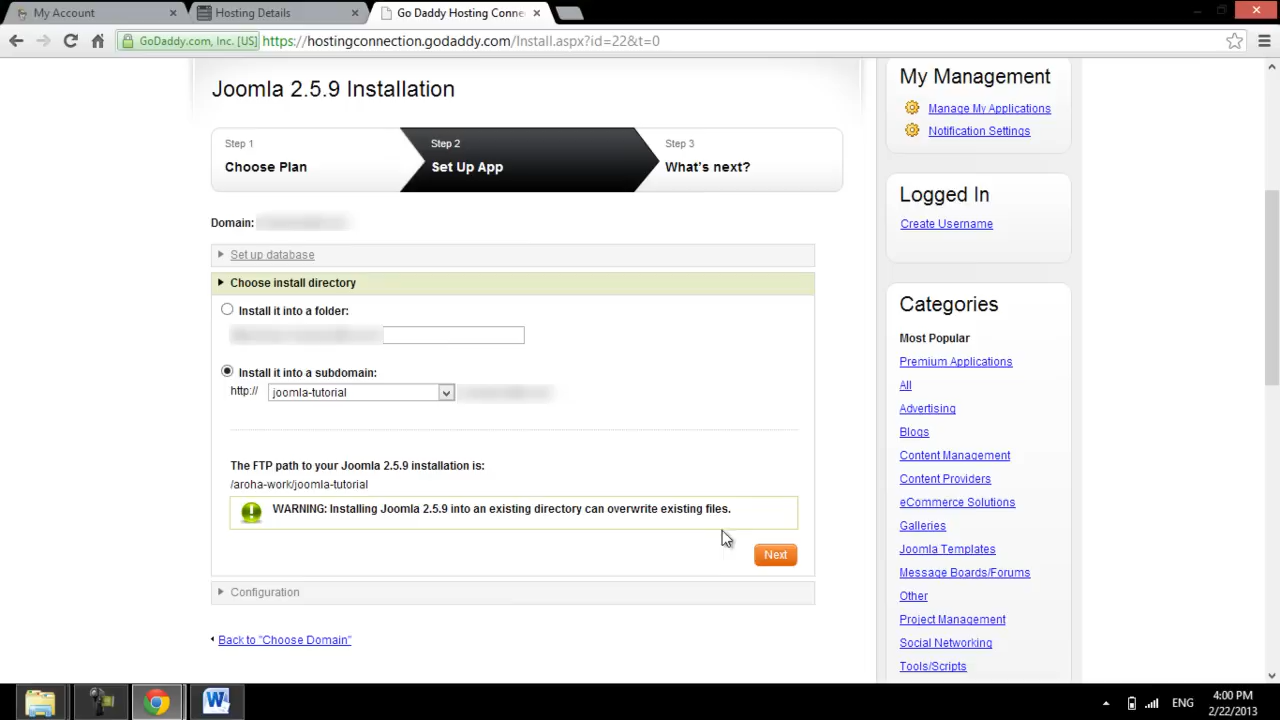 My Account
Hosting Details
Go Daddy Hosting Conne
GoDaddy.com, Inc. [US]
https://hostingconnection.godaddy.com/Install.aspx?id=22&t=0
Joomla 2.5.9 Installation
Step 1
Choose Plan
Step 2
Set Up App
Step 3
What's next?
Domain:
Set up database
Choose install directory
Install it into a folder:
Install it into a subdomain:
http://
joomla-tutorial
The FTP path to your Joomla 2.5.9 installation is:
/aroha-work/joomla-tutorial
WARNING: Installing Joomla 2.5.9 into an existing directory can overwrite existing files.
Next
Configuration
Back to "Choose Domain"
My Management
Manage My Applications
Notification Settings
Logged In
Create Username
Categories
Most Popular
Premium Applications
All
Advertising
Blogs
Content Management
Content Providers
eCommerce Solutions
Galleries
Joomla Templates
Message Boards/Forums
Other
Project Management
Social Networking
Tools/Scripts
ENG
4:00 PM
2/22/2013